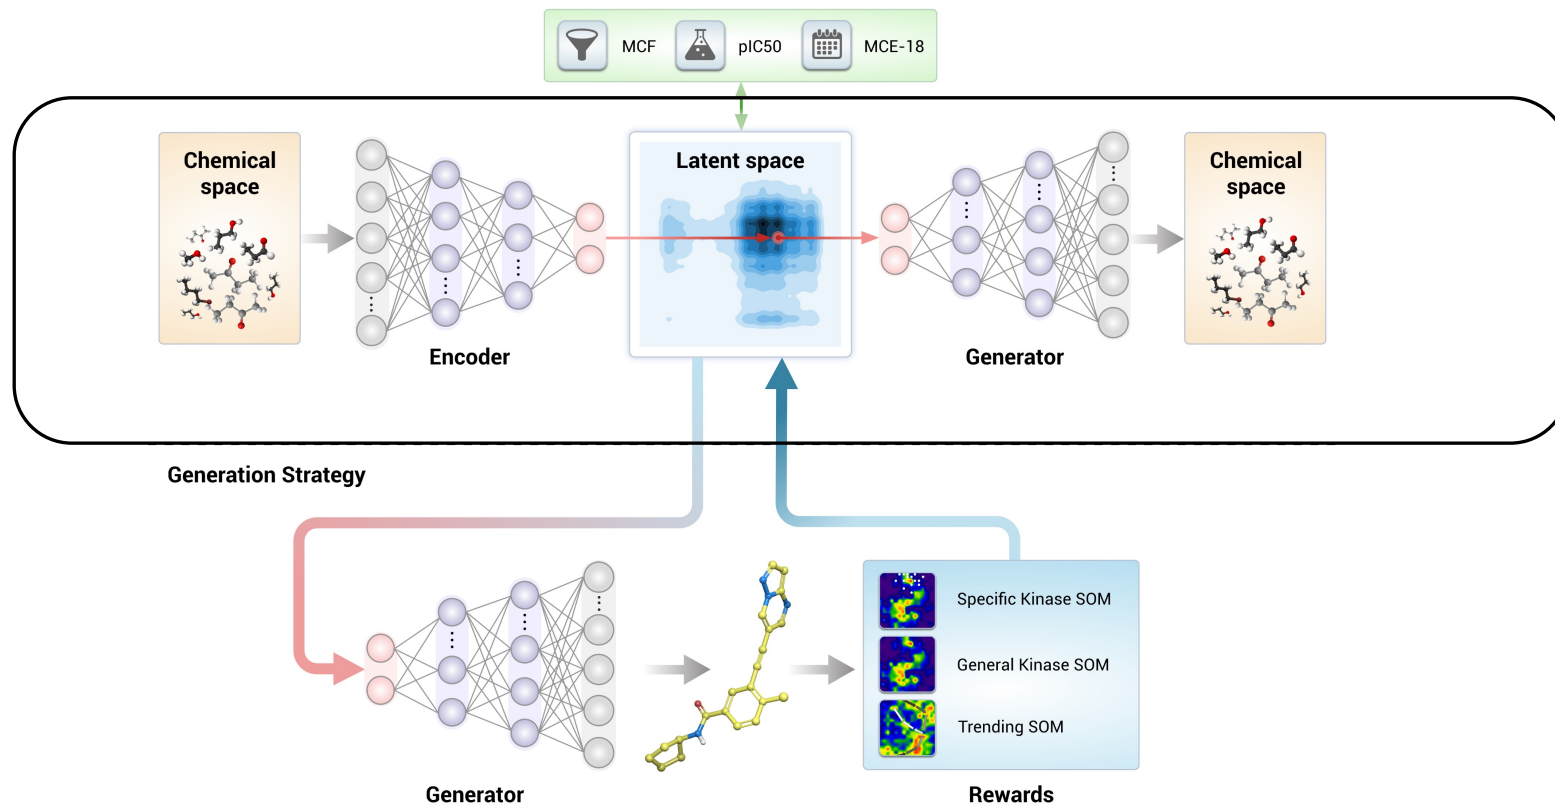 MCF
pIC50
MCE-18
Chemical
space
Latent space
Chemical
space
Encoder
Generator
Generation Strategy
Specific Kinase SOM
General Kinase SOM
Trending SOM
Generator
Rewards